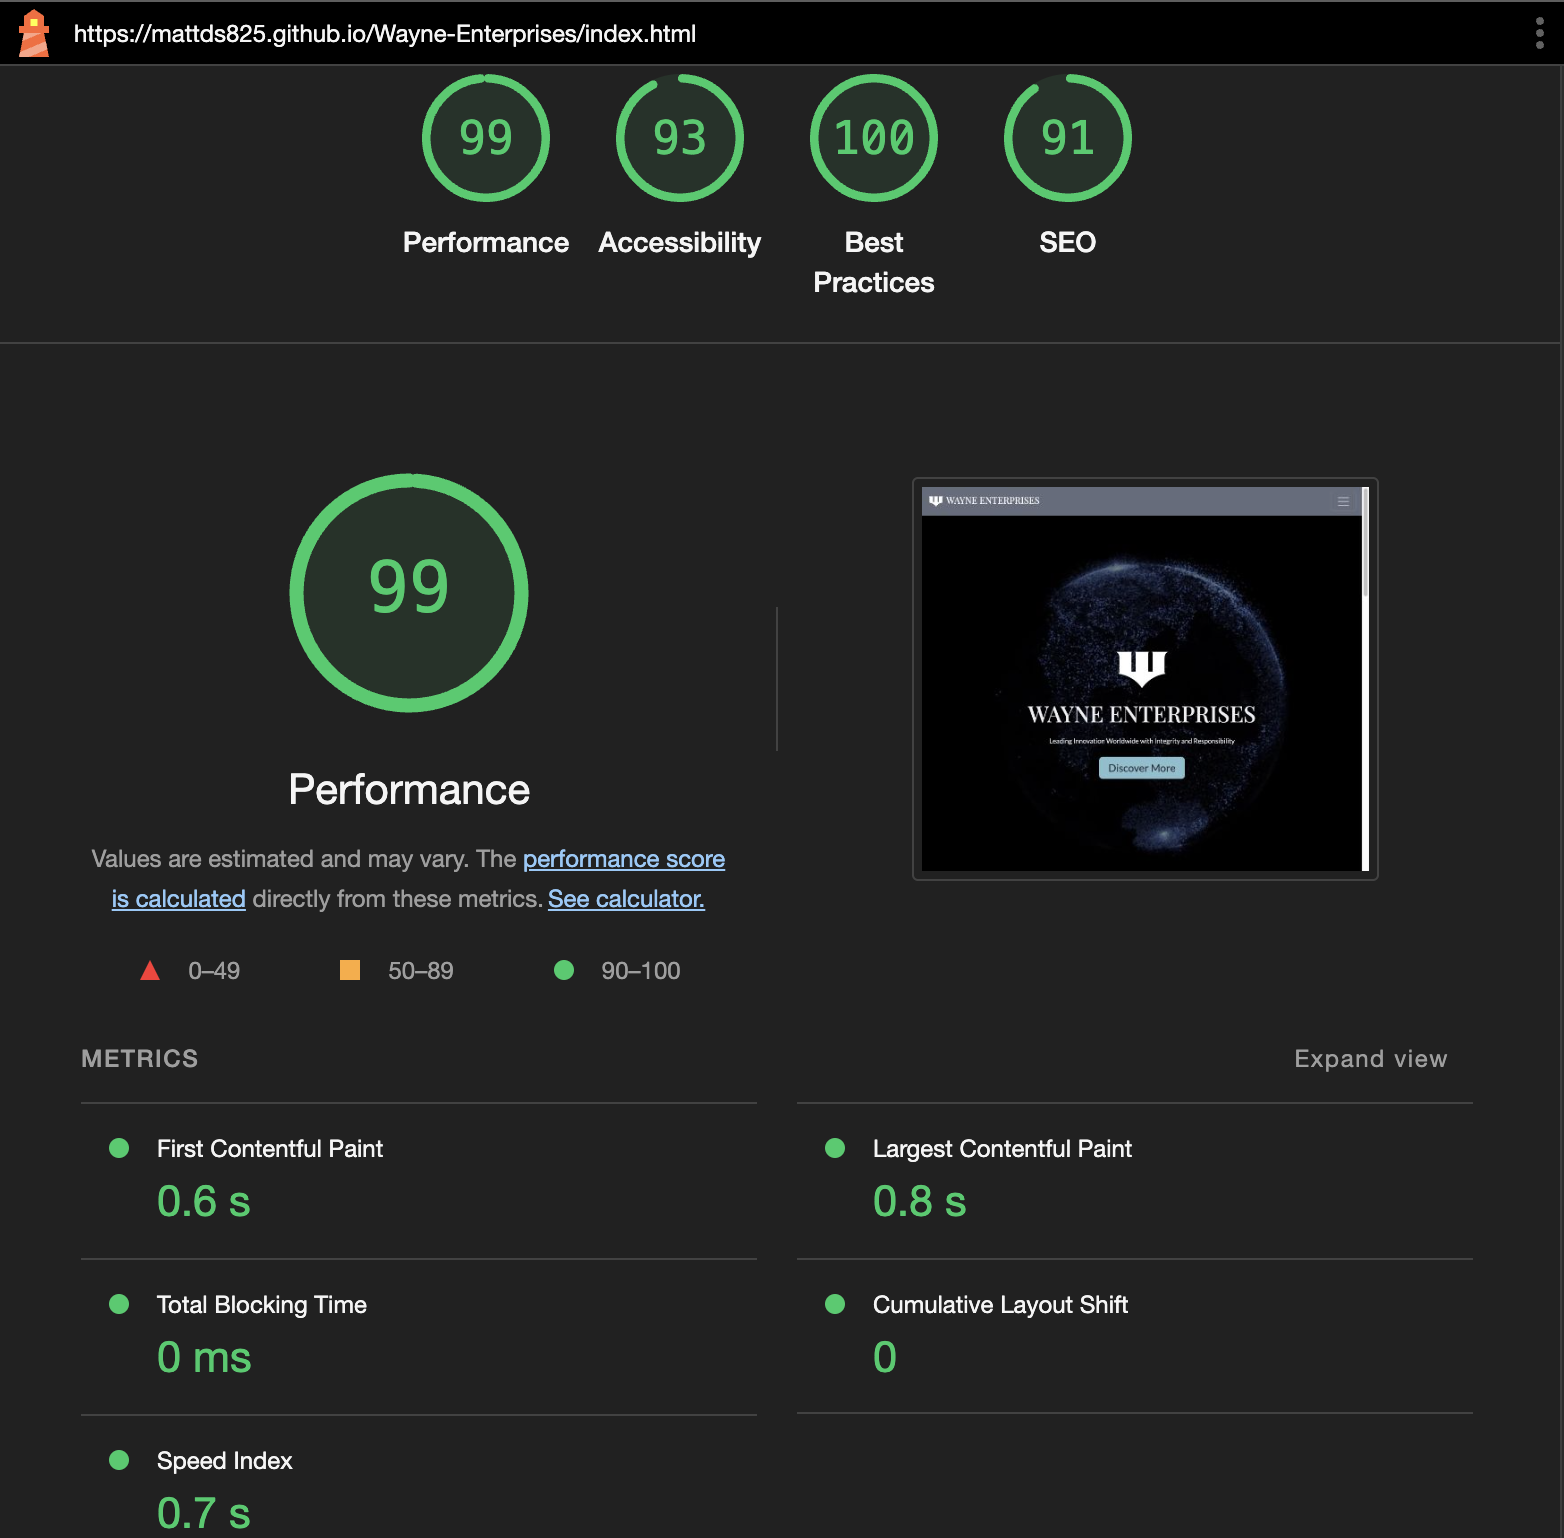 https://mattds825.github.io/Wayne-Enterprises/index.html
99
93
100
91
Performance
Accessibility
Best
Practices
SEO
99
Performance
Values are estimated and may vary. The performance score
is calculated directly from these metrics. See calculator.
0–49
50–89
90–100
WAYNE ENTERPRISES
WAYNE ENTERPRISES
Leading Innovation Worldwide with Integrity and Responsibility
Discover More
METRICS
Expand view
First Contentful Paint
0.6 s
Largest Contentful Paint
0.8 s
Total Blocking Time
0 ms
Cumulative Layout Shift
0
Speed Index
0.7 s